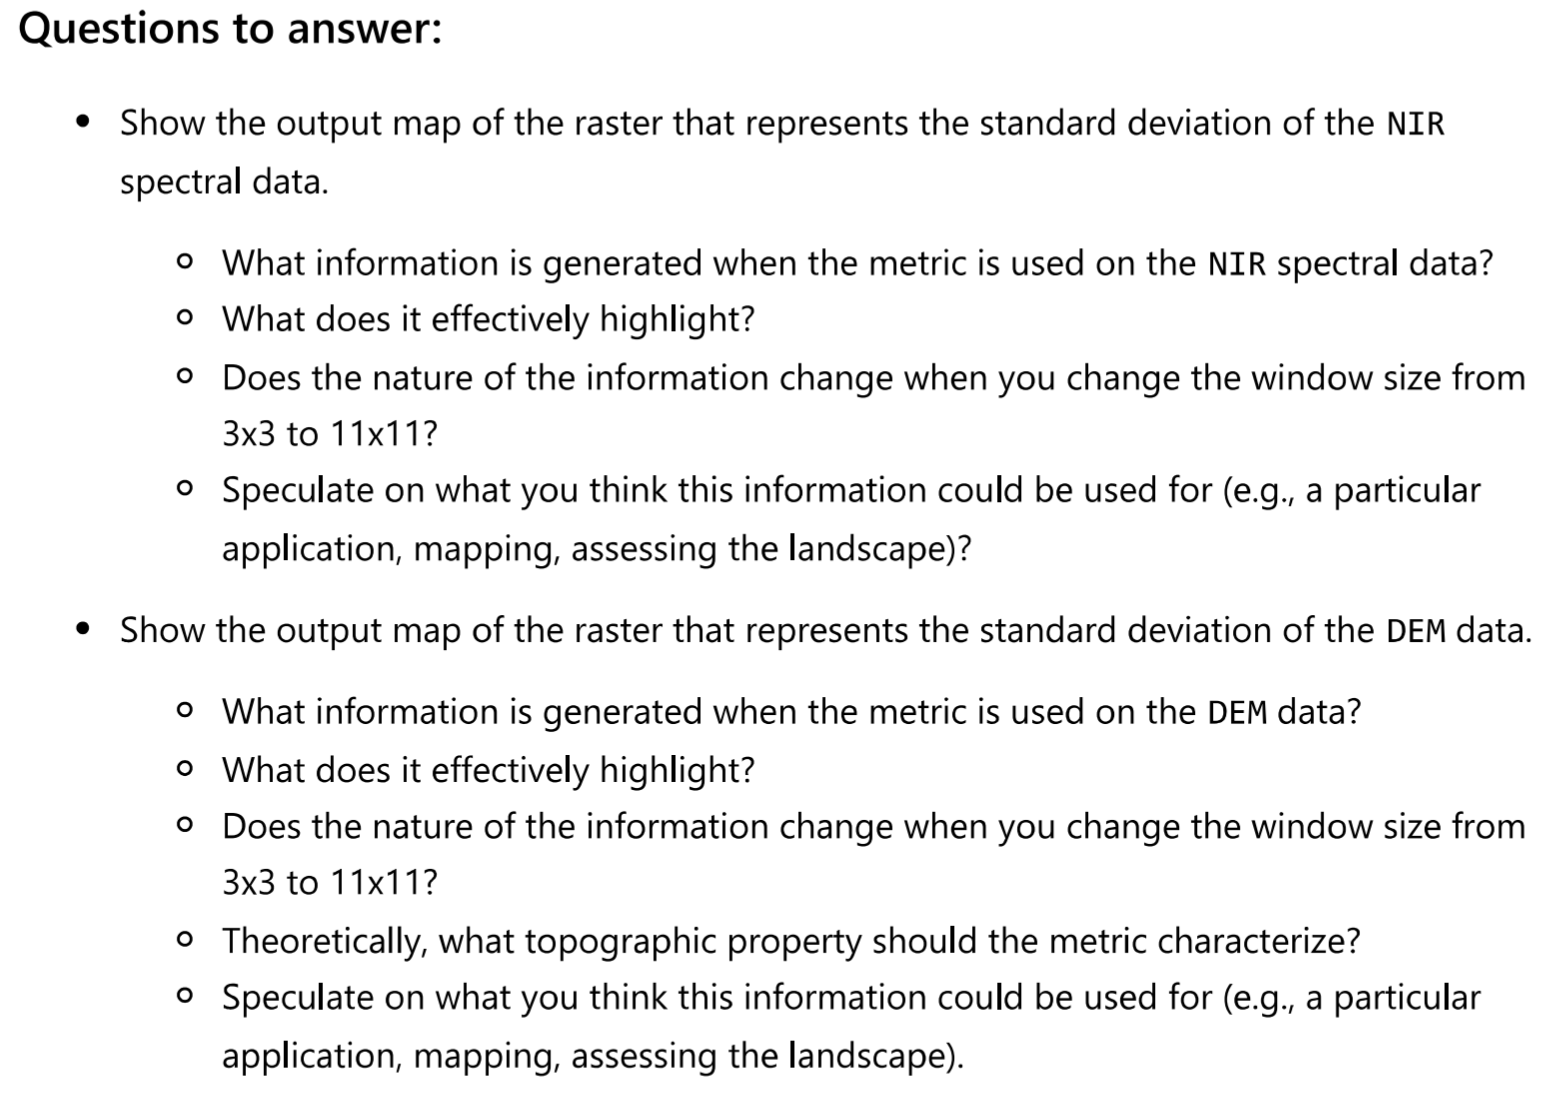 Questions to answer:
• Show the output map of the raster that represents the standard deviation of the NIR
spectral data.
◦ What information is generated when the metric is used on the NIR spectral data?
◦ What does it effectively highlight?
◦ Does the nature of the information change when you change the window size from
3x3 to 11x11?
◦ Speculate on what you think this information could be used for (e.g., a particular
application, mapping, assessing the landscape)?
• Show the output map of the raster that represents the standard deviation of the DEM data.
◦ What information is generated when the metric is used on the DEM data?
◦ What does it effectively highlight?
◦ Does the nature of the information change when you change the window size from
3x3 to 11x11?
◦ Theoretically, what topographic property should the metric characterize?
◦ Speculate on what you think this information could be used for (e.g., a particular
application, mapping, assessing the landscape).